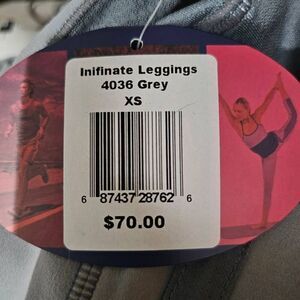 Inifinate Leggings
4036 Grey
XS
6 87437 28762 6
$70.00